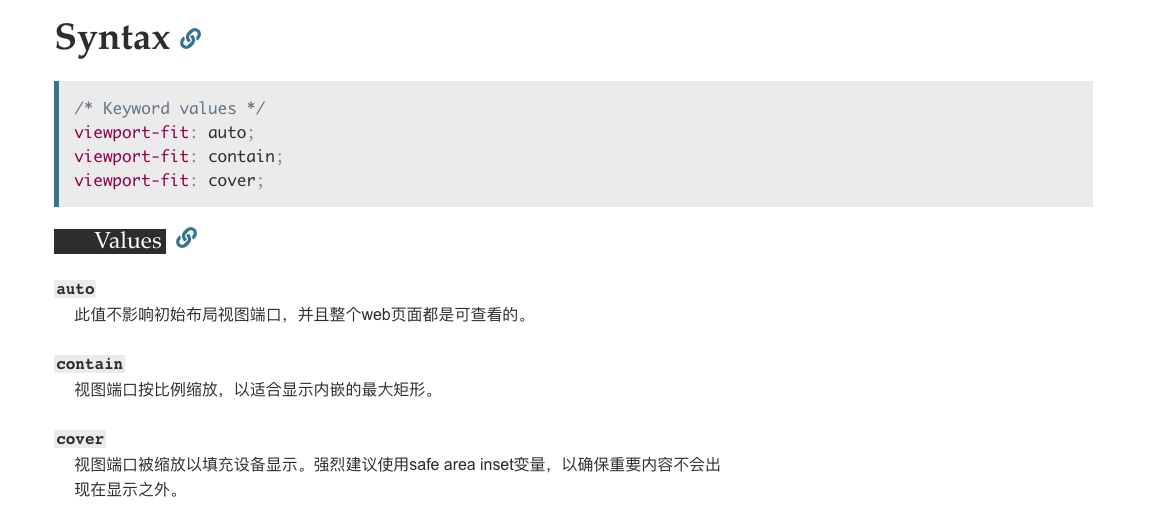 Syntax
/* Keyword values */
viewport-fit: auto;
viewport-fit: contain;
viewport-fit: cover;
Values
auto
此值不影响初始布局视图端口，并且整个web页面都是可查看的。
contain
视图端口按比例缩放，以适合显示内嵌的最大矩形。
cover
视图端口被缩放以填充设备显示。强烈建议使用safe area inset变量，以确保重要内容不会出
现在显示之外。